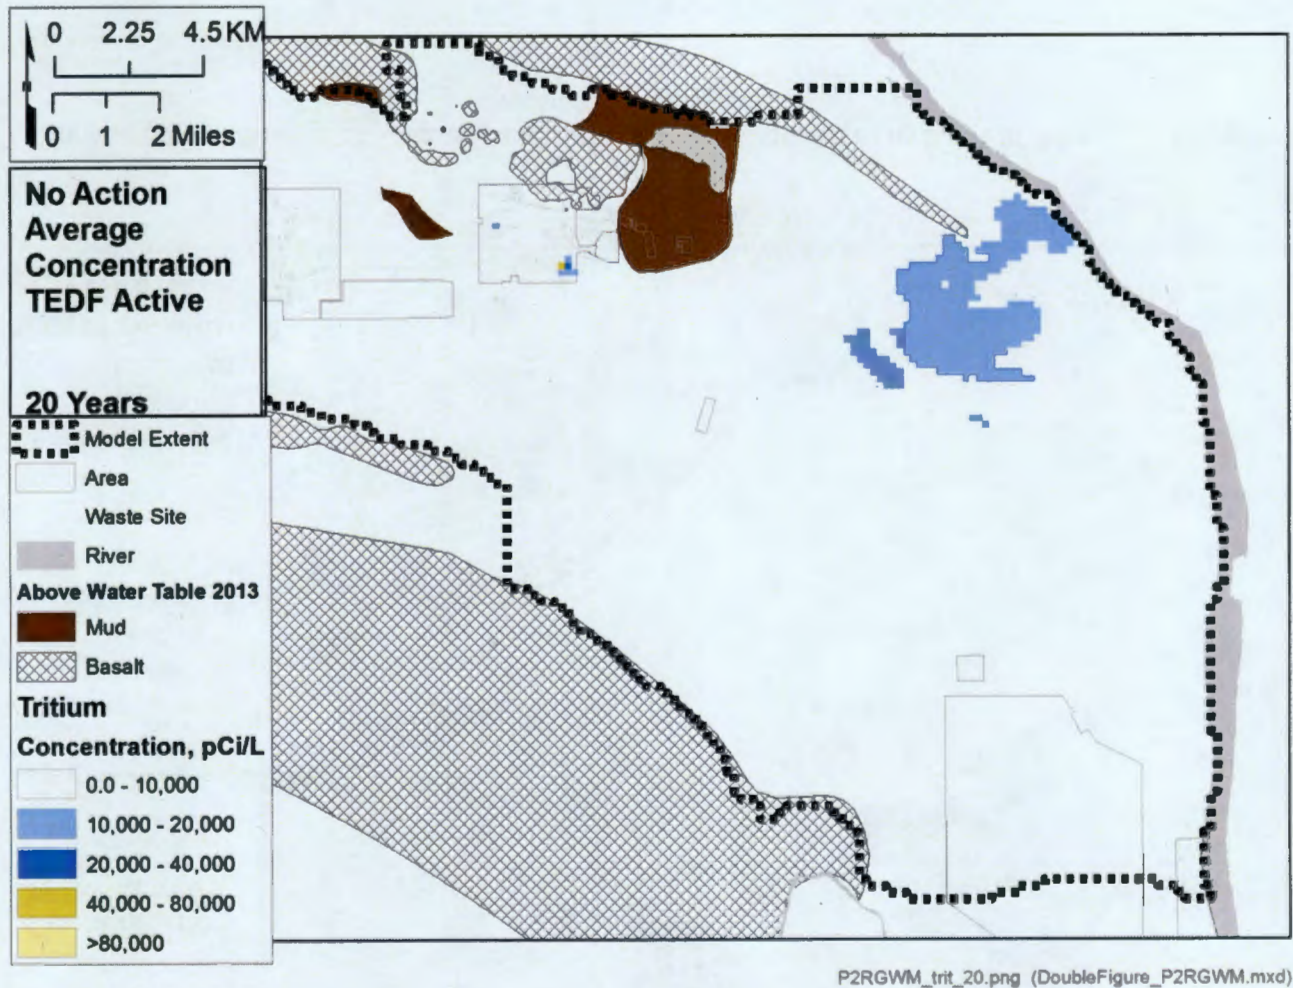 0 2.25 4.5 KM
0 1 2 Miles
No Action
Average
Concentration
TEDF Active
20 Years
Model Extent
Area
Waste Site
River
Above Water Table 2013
Mud
Basalt
Tritium
Concentration, pCi/L
0.0 - 10,000
10,000 - 20,000
20,000 - 40,000
40,000 - 80,000
>80,000
P2RGWM_trit_20.png (DoubleFigure_P2RGWM.mxd)